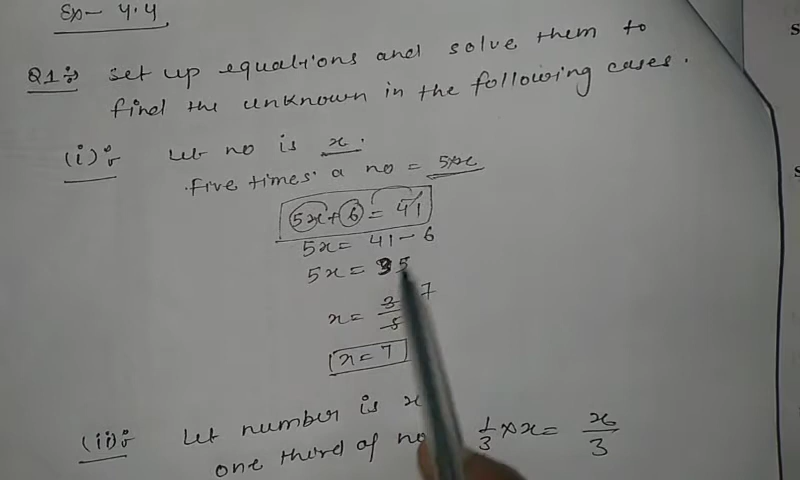 Ex- 4.4
Q1:- Set up equations and solve them to
find the unknown in the following cases.
(i):- Let no is x.
five times a no = 5×x
5x + 6 = 41
5x = 41 - 6
5x = 35
x = 3 7
5
x = 7
(ii):- Let number is x
one third of no 1/3 × x = x/3